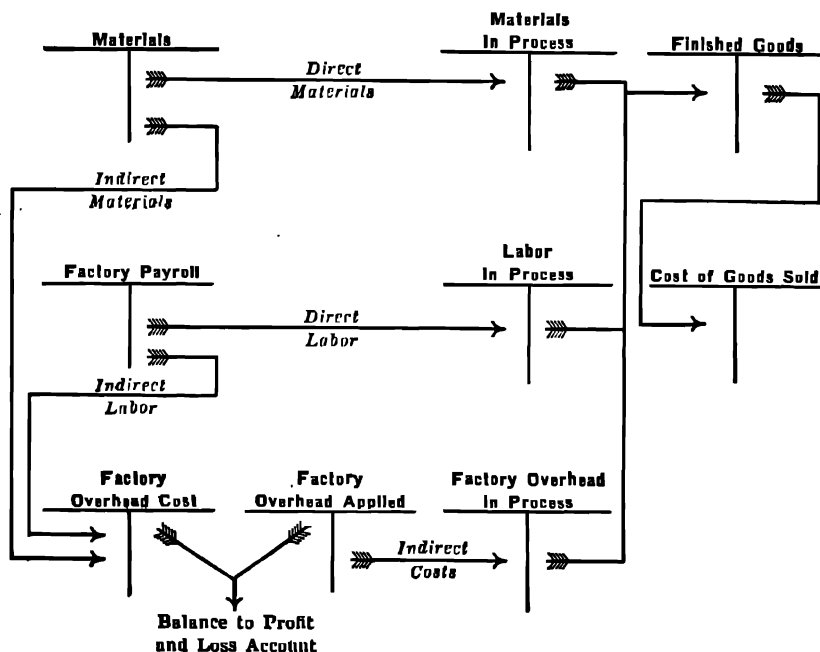 Materials
Materials
in Process
Finished Goods
Direct
Materials
Indirect
Materials
Factory Payroll
Labor
in Process
Cost of Goods Sold
Direct
Labor
Indirect
Labor
Factory
Overhead Cost
Factory
Overhead Applied
Factory Overhead
in Process
Indirect
Costs
Balance to Profit
and Loss Account